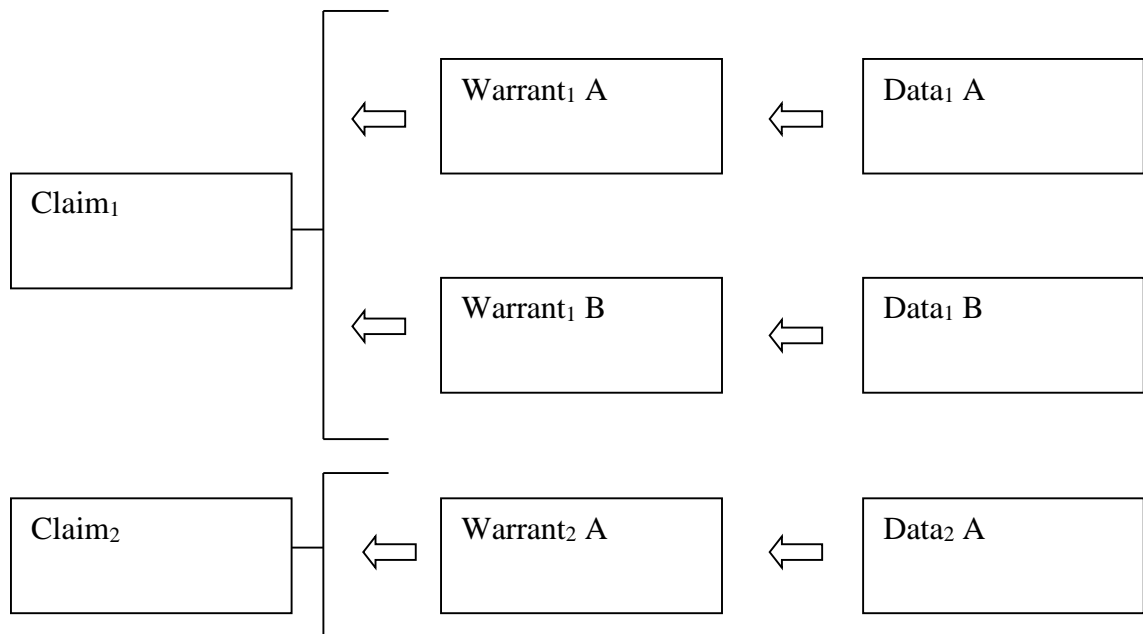 Warrant₁ A
Data₁ A
Claim₁
Warrant₁ B
Data₁ B
Claim₂
Warrant₂ A
Data₂ A